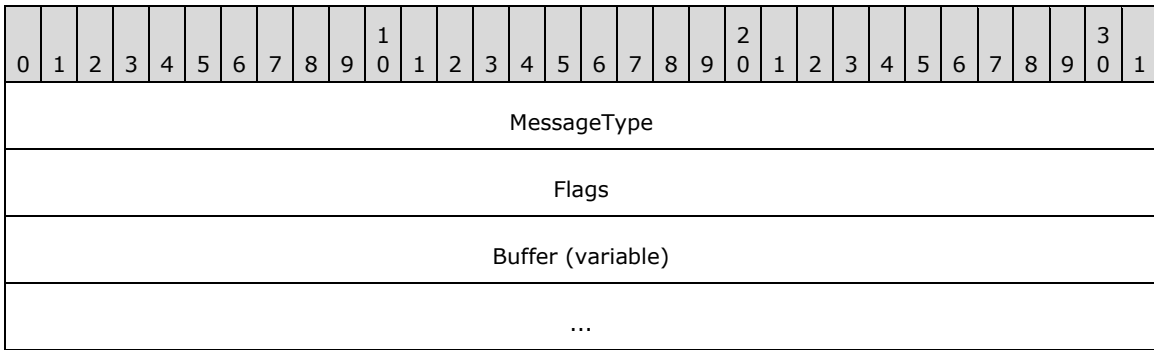 1 2 3
0 1 2 3 4 5 6 7 8 9 0 1 2 3 4 5 6 7 8 9 0 1 2 3 4 5 6 7 8 9 0 1
MessageType
Flags
Buffer (variable)
...